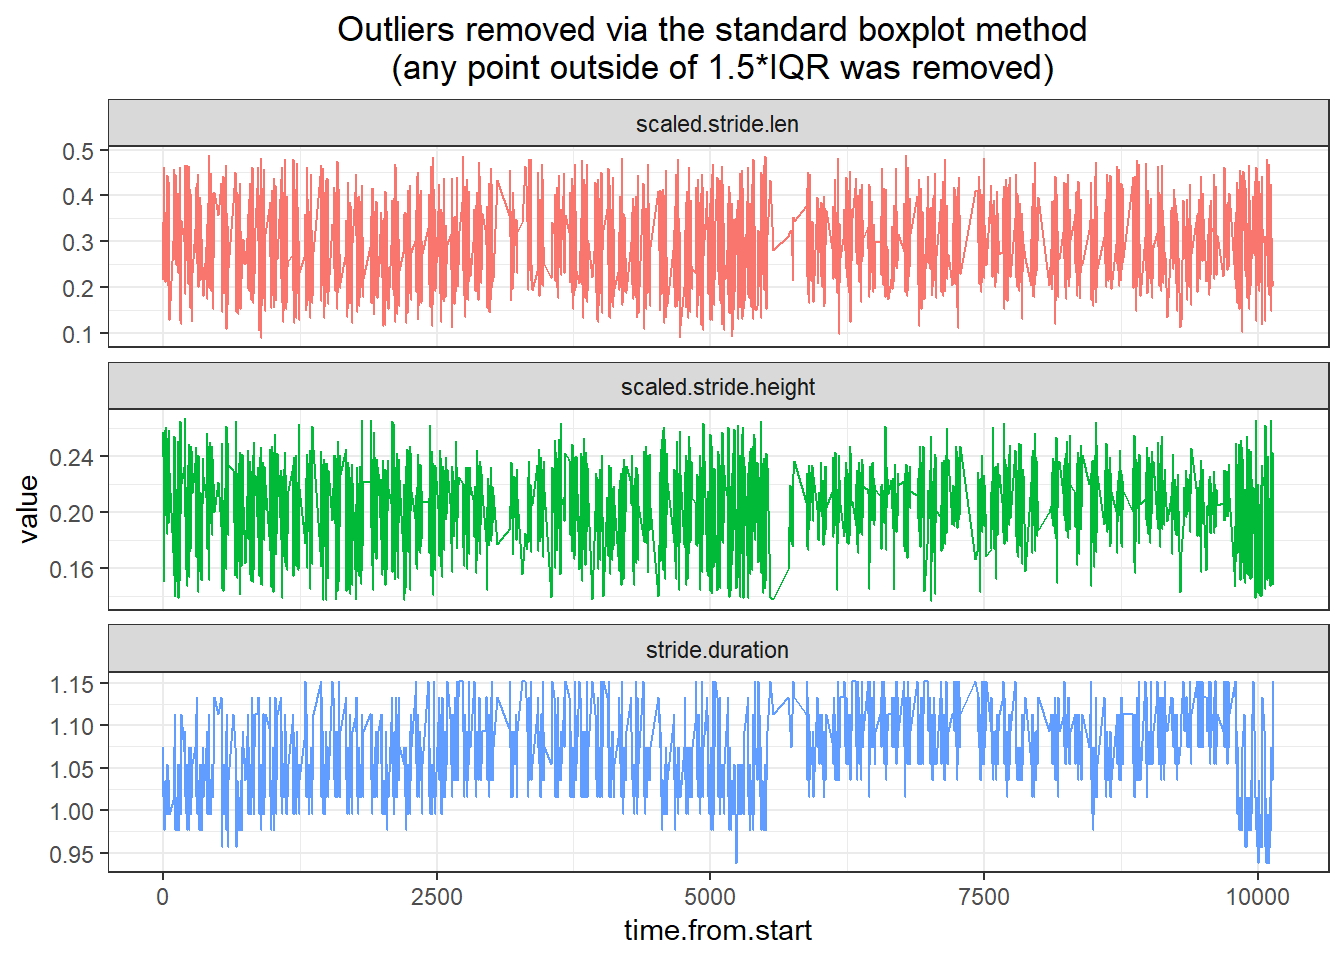 Outliers removed via the standard boxplot method
(any point outside of 1.5*IQR was removed)
scaled.stride.len
0.5
0.4
0.3
0.2
0.1
scaled.stride.height
0.24
0.20
0.16
value
stride.duration
1.15
1.10
1.05
1.00
0.95
0
2500
5000
7500
10000
time.from.start